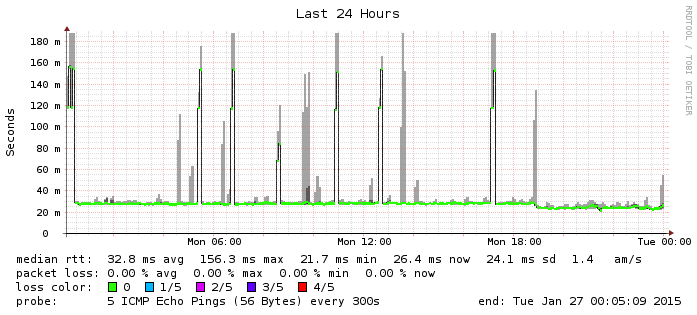 Last 24 Hours
RRDTOOL / TOBI OETIKER
Seconds
180 m
160 m
140 m
120 m
100 m
80 m
60 m
40 m
20 m
0
Mon 06:00 Mon 12:00 Mon 18:00 Tue 00:00
median rtt: 32.8 ms avg 156.3 ms max 21.7 ms min 26.4 ms now 24.1 ms sd 1.4 am/s
packet loss: 0.00 % avg 0.00 % max 0.00 % min 0.00 % now
loss color: 0 1/5 2/5 3/5 4/5
probe: 5 ICMP Echo Pings (56 Bytes) every 300s end: Tue Jan 27 00:05:09 2015